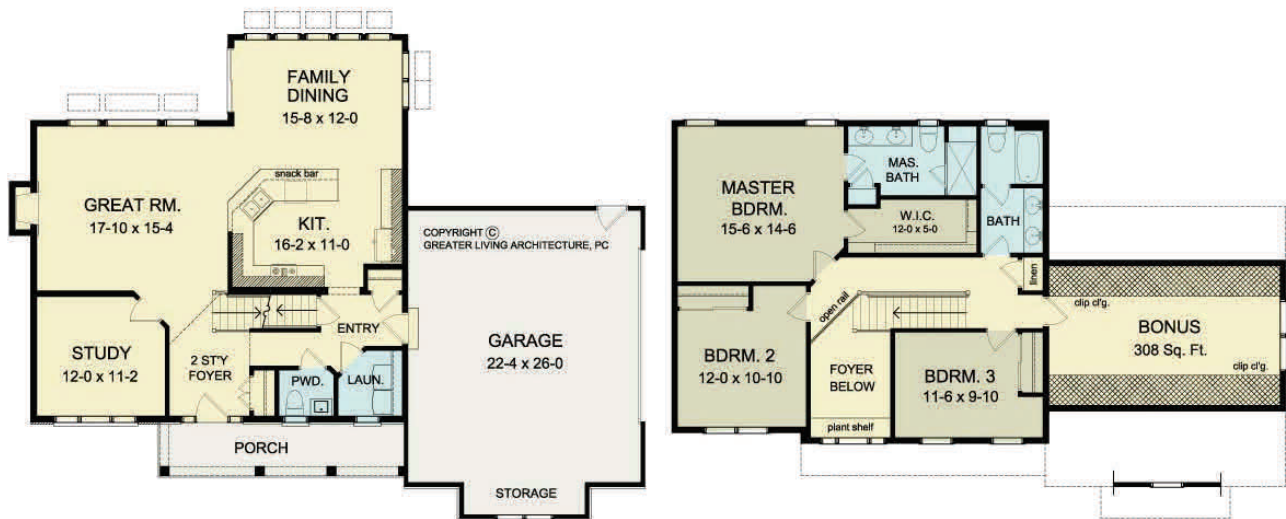 FAMILY
DINING
15-8 x 12-0
snack bar
GREAT RM.
17-10 x 15-4
KIT.
16-2 x 11-0
COPYRIGHT ©
GREATER LIVING ARCHITECTURE, PC
ENTRY
GARAGE
22-4 x 26-0
STUDY
12-0 x 11-2
2 ST'Y
FOYER
PWD.
LAUN.
PORCH
STORAGE
MASTER
BDRM.
15-6 x 14-6
MAS.
BATH
W.I.C.
12-0 x 5-0
BATH
linen
open rail
clip cl'g.
BONUS
308 Sq. Ft.
clip cl'g.
BDRM. 2
12-0 x 10-10
FOYER
BELOW
BDRM. 3
11-6 x 9-10
plant shelf